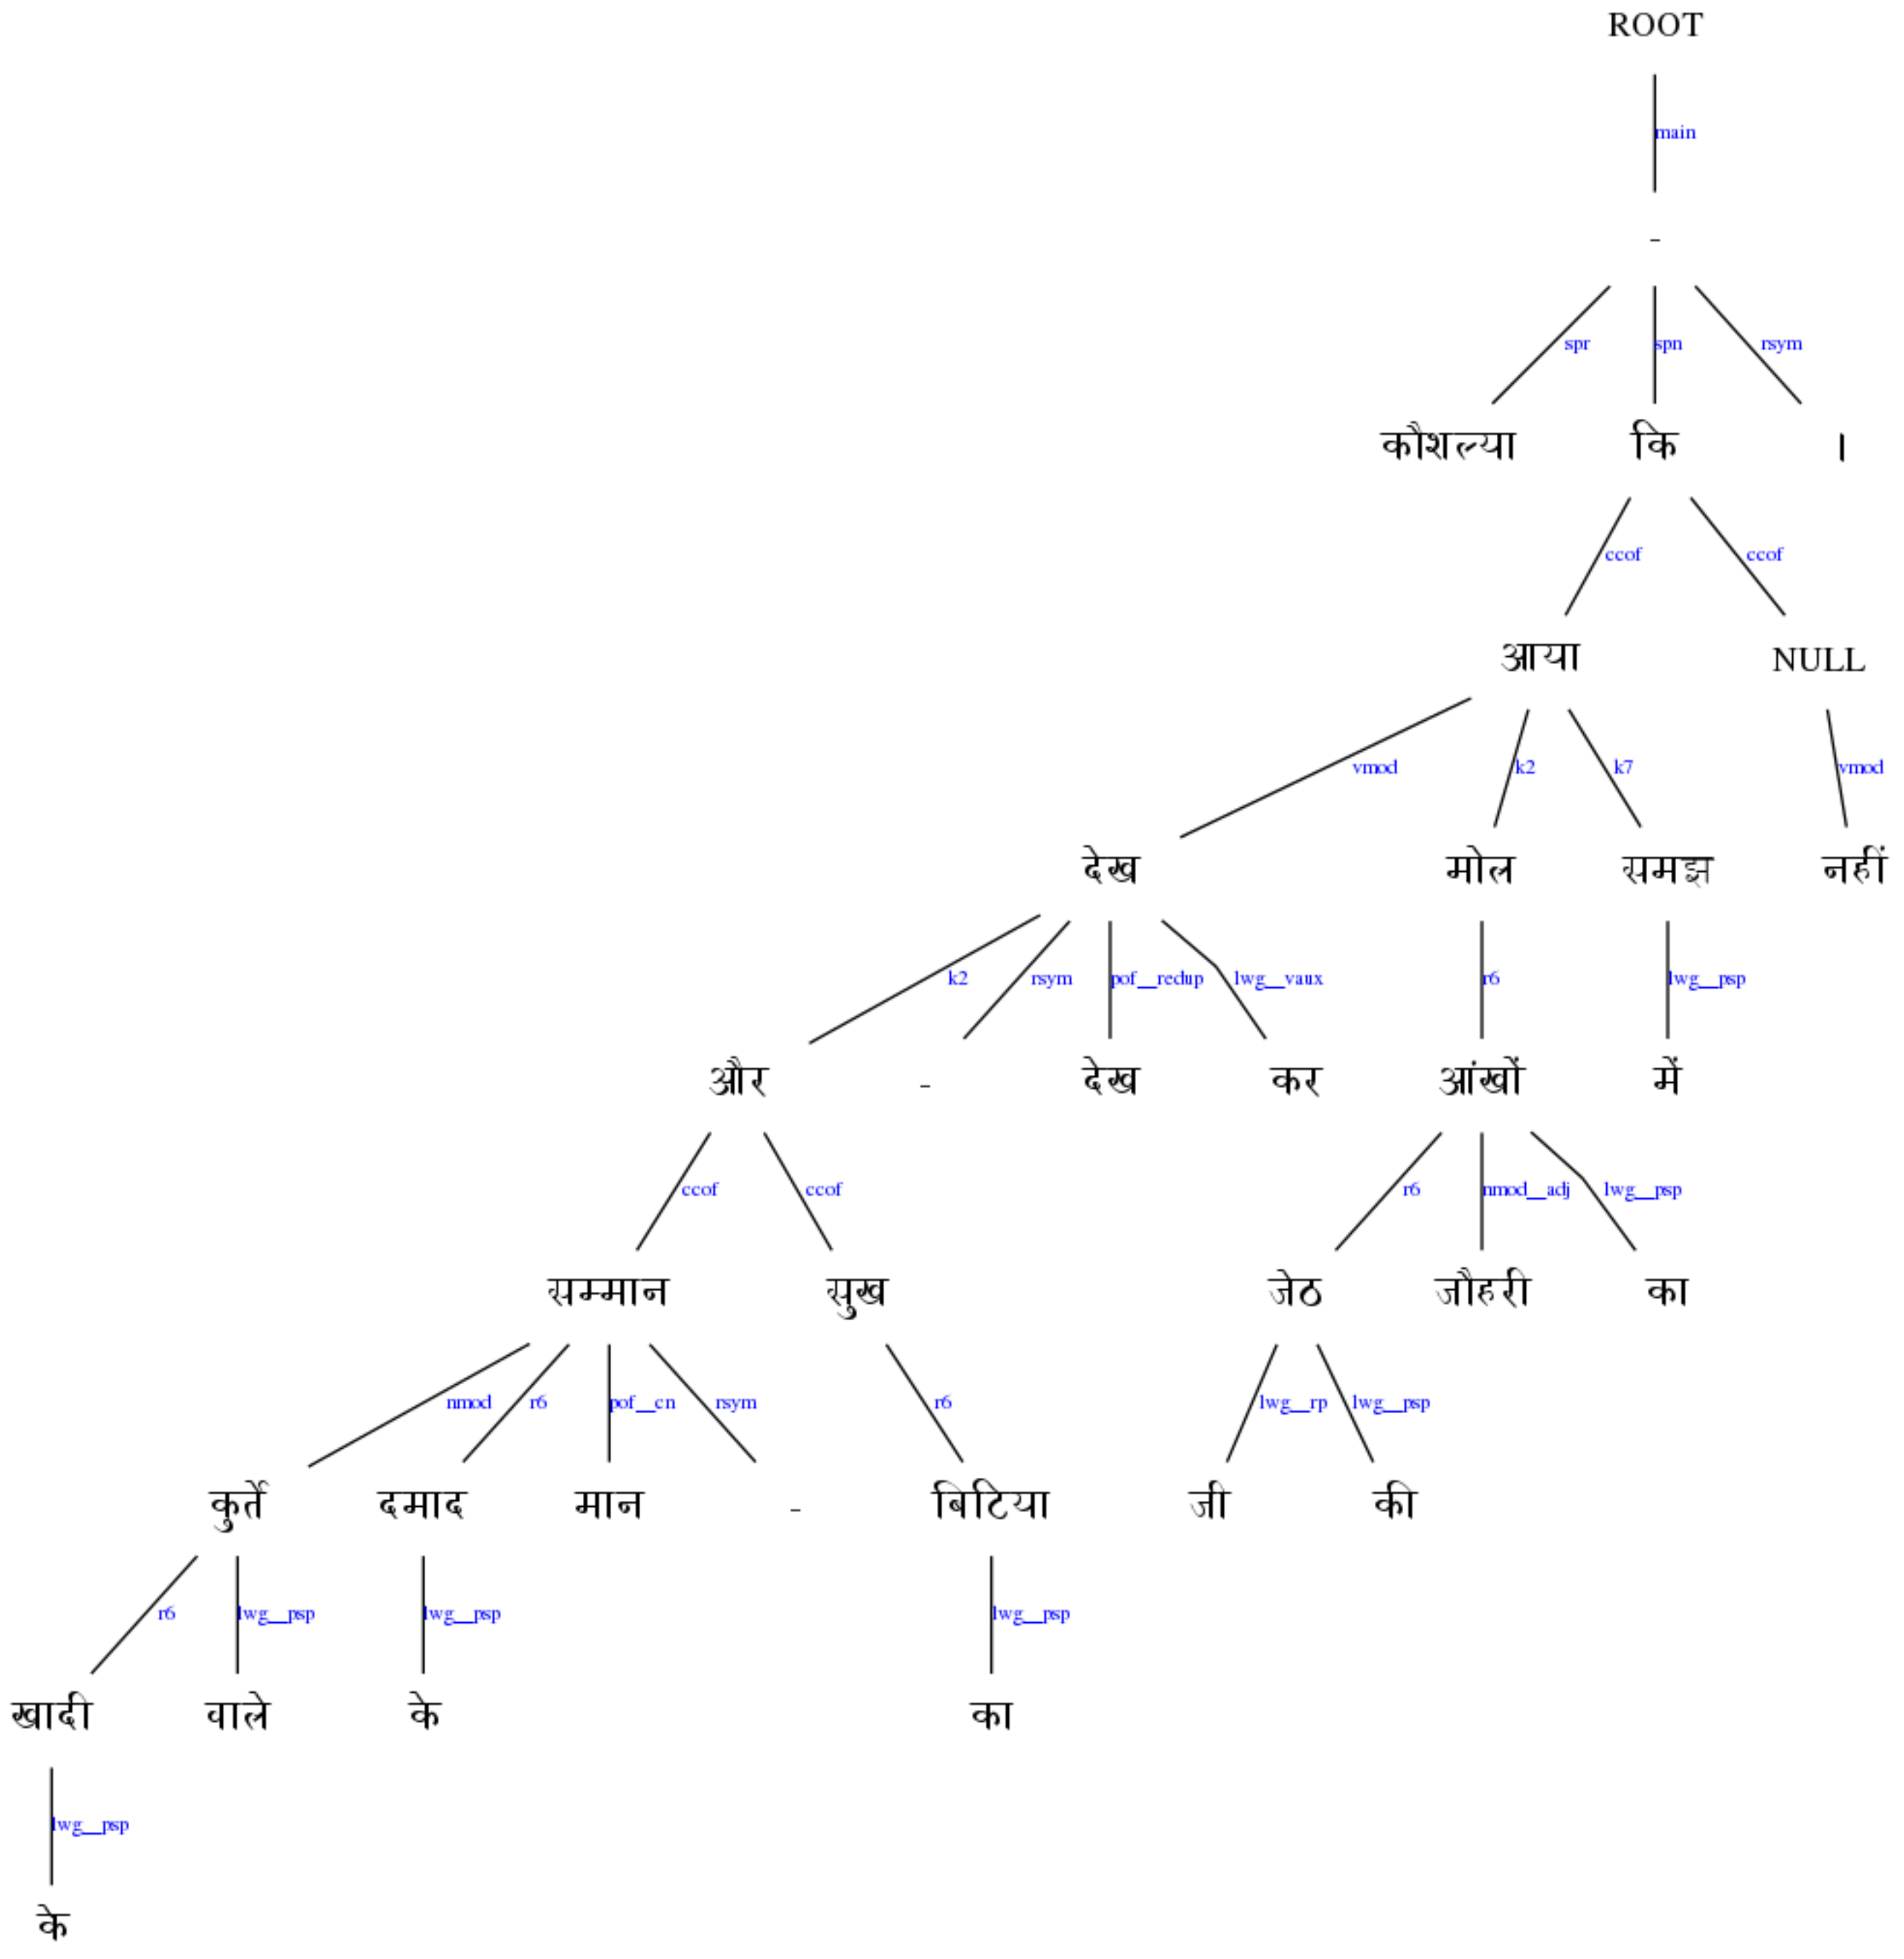 ROOT
main
-
spr spn rsym
कौशल्या कि ।
ccof ccof
आया NULL
vmod k2 k7 vmod
देख मोल समझ नहीं
k2 rsym pof__redup lwg__vaux r6 lwg__psp
और - देख कर आंखों में
ccof ccof r6 nmod__adj lwg__psp
सम्मान सुख जेठ जौहरी का
nmod r6 pof__cn rsym r6 lwg__rp lwg__psp
कुर्ते दमाद मान - बिटिया जी की
r6 lwg__psp lwg__psp lwg__psp
खादी वाले के का
lwg__psp
के